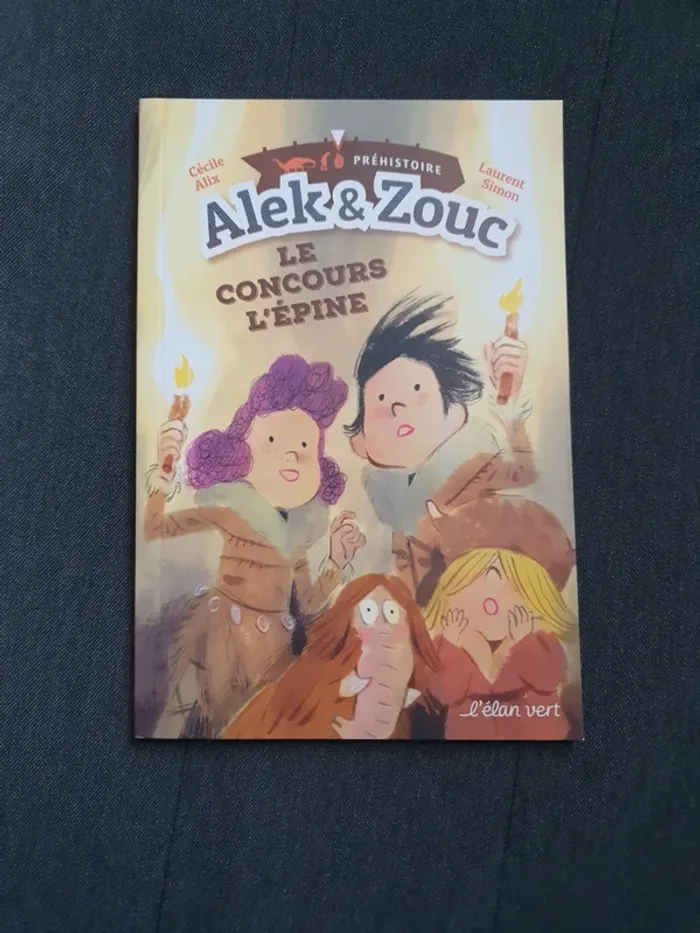 PRÉHISTOIRE
Cécile
Alix
Laurent
Simon
Alek & Zouc
LE
CONCOURS
L'ÉPINE
l'élan vert